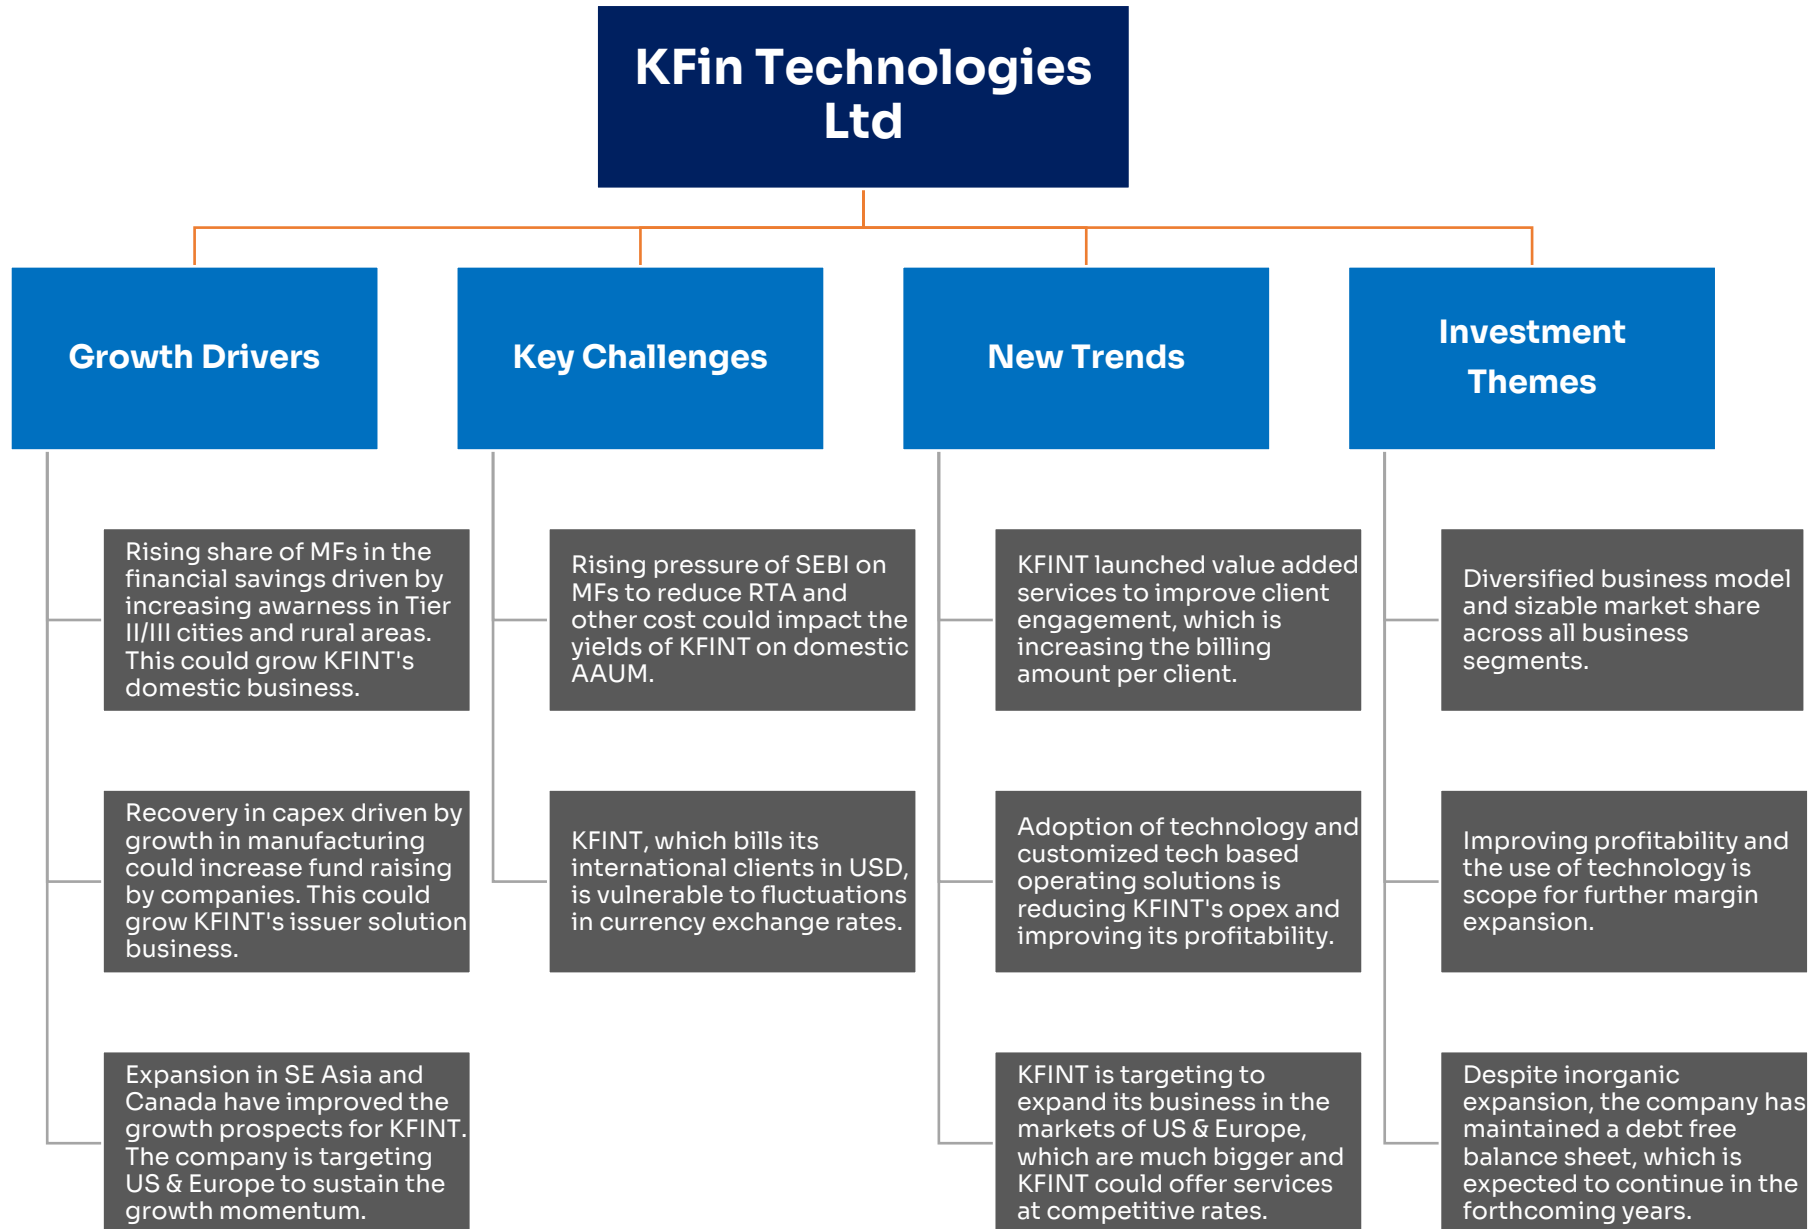 KFin Technologies
Ltd
Growth Drivers
Key Challenges
New Trends
Investment
Themes
Rising share of MFs in the
financial savings driven by
increasing awarness in Tier
II/III cities and rural areas.
This could grow KFINT's
domestic business.
Recovery in capex driven by
growth in manufacturing
could increase fund raising
by companies. This could
grow KFINT's issuer solution
business.
Expansion in SE Asia and
Canada have improved the
growth prospects for KFINT.
The company is targeting
US & Europe to sustain the
growth momentum.
Rising pressure of SEBI on
MFs to reduce RTA and
other cost could impact the
yields of KFINT on domestic
AAUM.
KFINT, which bills its
international clients in USD,
is vulnerable to fluctuations
in currency exchange rates.
KFINT launched value added
services to improve client
engagement, which is
increasing the billing
amount per client.
Adoption of technology and
customized tech based
operating solutions is
reducing KFINT's opex and
improving its profitability.
KFINT is targeting to
expand its business in the
markets of US & Europe,
which are much bigger and
KFINT could offer services
at competitive rates.
Diversified business model
and sizable market share
across all business
segments.
Improving profitability and
the use of technology is
scope for further margin
expansion.
Despite inorganic
expansion, the company has
maintained a debt free
balance sheet, which is
expected to continue in the
forthcoming years.